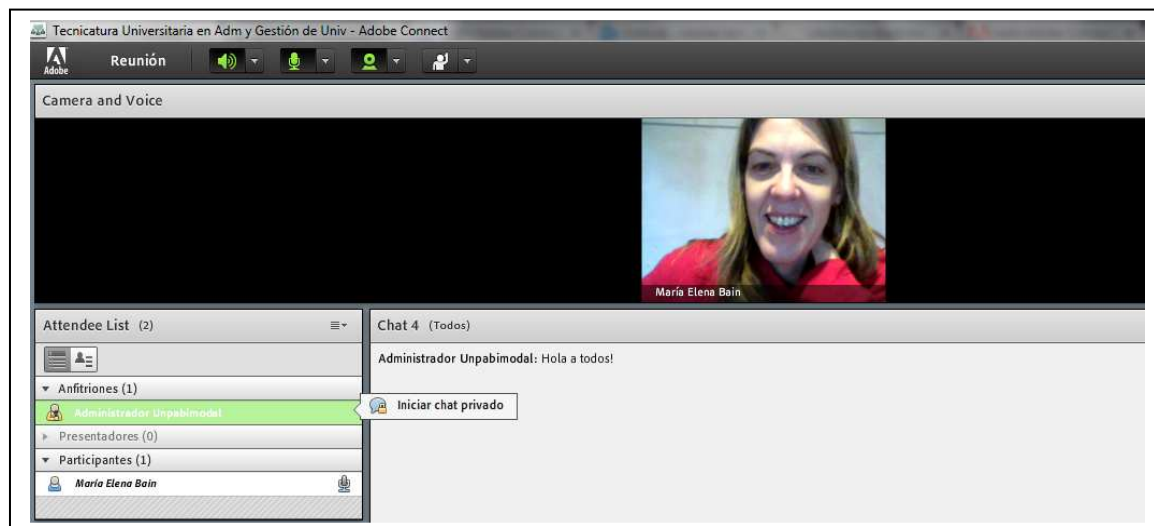 Tecnicatura Universitaria en Adm y Gestión de Univ - Adobe Connect
Adobe
Reunión
Camera and Voice
María Elena Bain
Attendee List (2)
Anfitriones (1)
Administrador Unpabimodal
Iniciar chat privado
Presentadores (0)
Participantes (1)
María Elena Bain
Chat 4 (Todos)
Administrador Unpabimodal: Hola a todos!